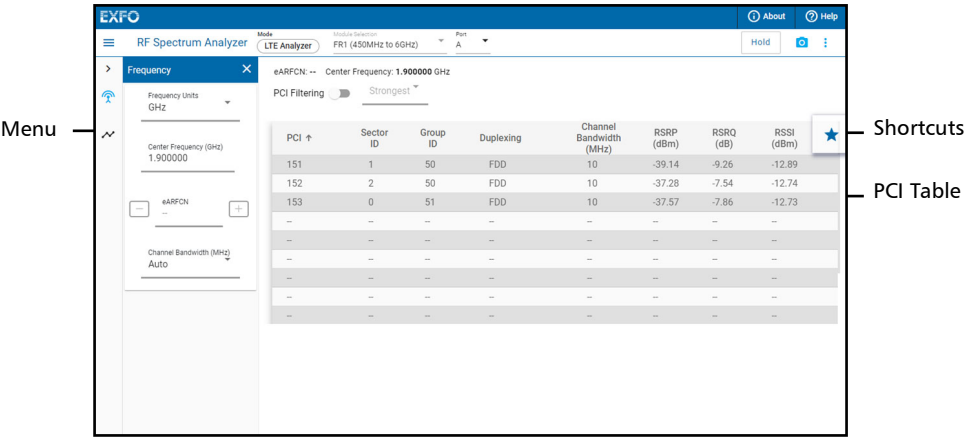 EXFO
About
Help
RF Spectrum Analyzer
Mode
LTE Analyzer
Module Selection
FR1 (450MHz to 6GHz)
Port
A
Hold
Frequency
Frequency Units
GHz
Center Frequency (GHz)
1.900000
eARFCN
--
Channel Bandwidth (MHz)
Auto
eARFCN: -- Center Frequency: 1.900000 GHz
PCI Filtering Strongest
PCI ↑ Sector ID Group ID Duplexing Channel Bandwidth (MHz) RSRP (dBm) RSRQ (dB) RSSI (dBm)
151 1 50 FDD 10 -39.14 -9.26 -12.89
152 2 50 FDD 10 -37.28 -7.54 -12.74
153 0 51 FDD 10 -37.57 -7.86 -12.73
-- -- -- -- -- -- -- --
-- -- -- -- -- -- -- --
-- -- -- -- -- -- -- --
-- -- -- -- -- -- -- --
-- -- -- -- -- -- -- --
-- -- -- -- -- -- -- --
Menu
Shortcuts
PCI Table